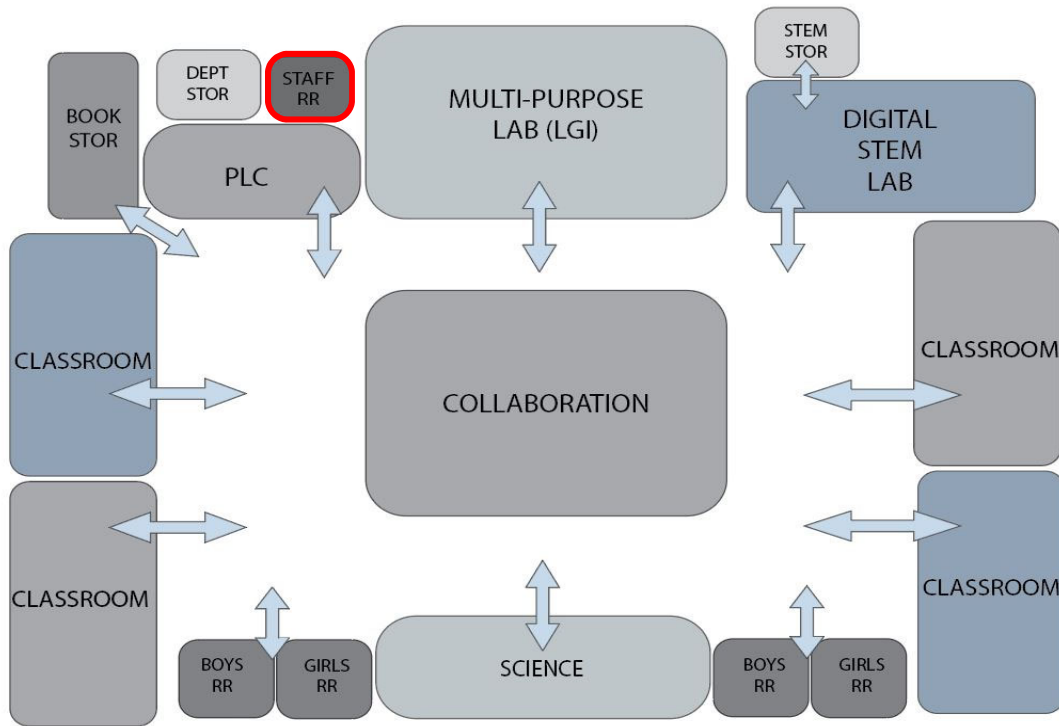 BOOK
STOR
DEPT
STOR
STAFF
RR
PLC
MULTI-PURPOSE
LAB (LGI)
STEM
STOR
DIGITAL
STEM
LAB
CLASSROOM
COLLABORATION
CLASSROOM
CLASSROOM
CLASSROOM
BOYS
RR
GIRLS
RR
SCIENCE
BOYS
RR
GIRLS
RR